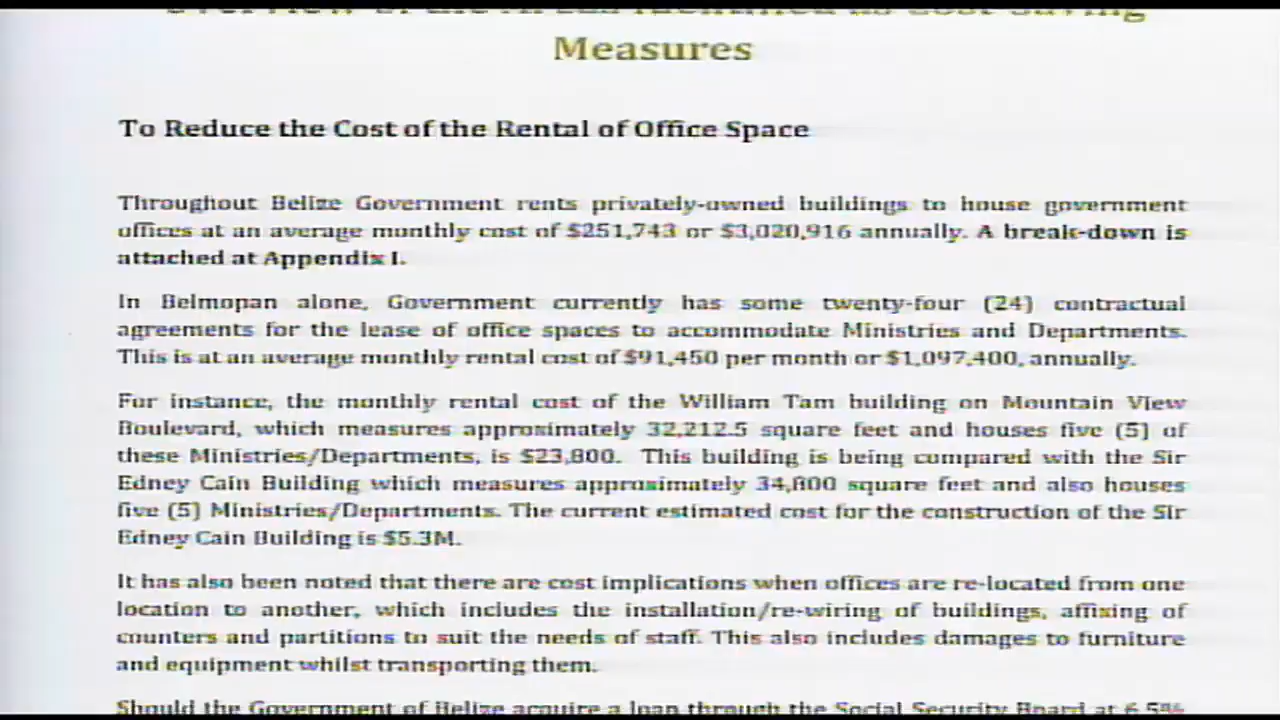 Overview of the Areas Identified as Cost Saving
Measures
To Reduce the Cost of the Rental of Office Space
Throughout Belize Government rents privately-owned buildings to house government
offices at an average monthly cost of $251,743 or $3,020,916 annually. A break-down is
attached at Appendix I.
In Belmopan alone, Government currently has some twenty-four (24) contractual
agreements for the lease of office spaces to accommodate Ministries and Departments.
This is at an average monthly rental cost of $91,450 per month or $1,097,400, annually.
For instance, the monthly rental cost of the William Tam building on Mountain View
Boulevard, which measures approximately 32,212.5 square feet and houses five (5) of
these Ministries/Departments, is $23,800. This building is being compared with the Sir
Edney Cain Building which measures approximately 34,800 square feet and also houses
five (5) Ministries/Departments. The current estimated cost for the construction of the Sir
Edney Cain Building is $5.3M.
It has also been noted that there are cost implications when offices are re-located from one
location to another, which includes the installation/re-wiring of buildings, affixing of
counters and partitions to suit the needs of staff. This also includes damages to furniture
and equipment whilst transporting them.
Should the Government of Belize acquire a loan through the Social Security Board at 6.5%